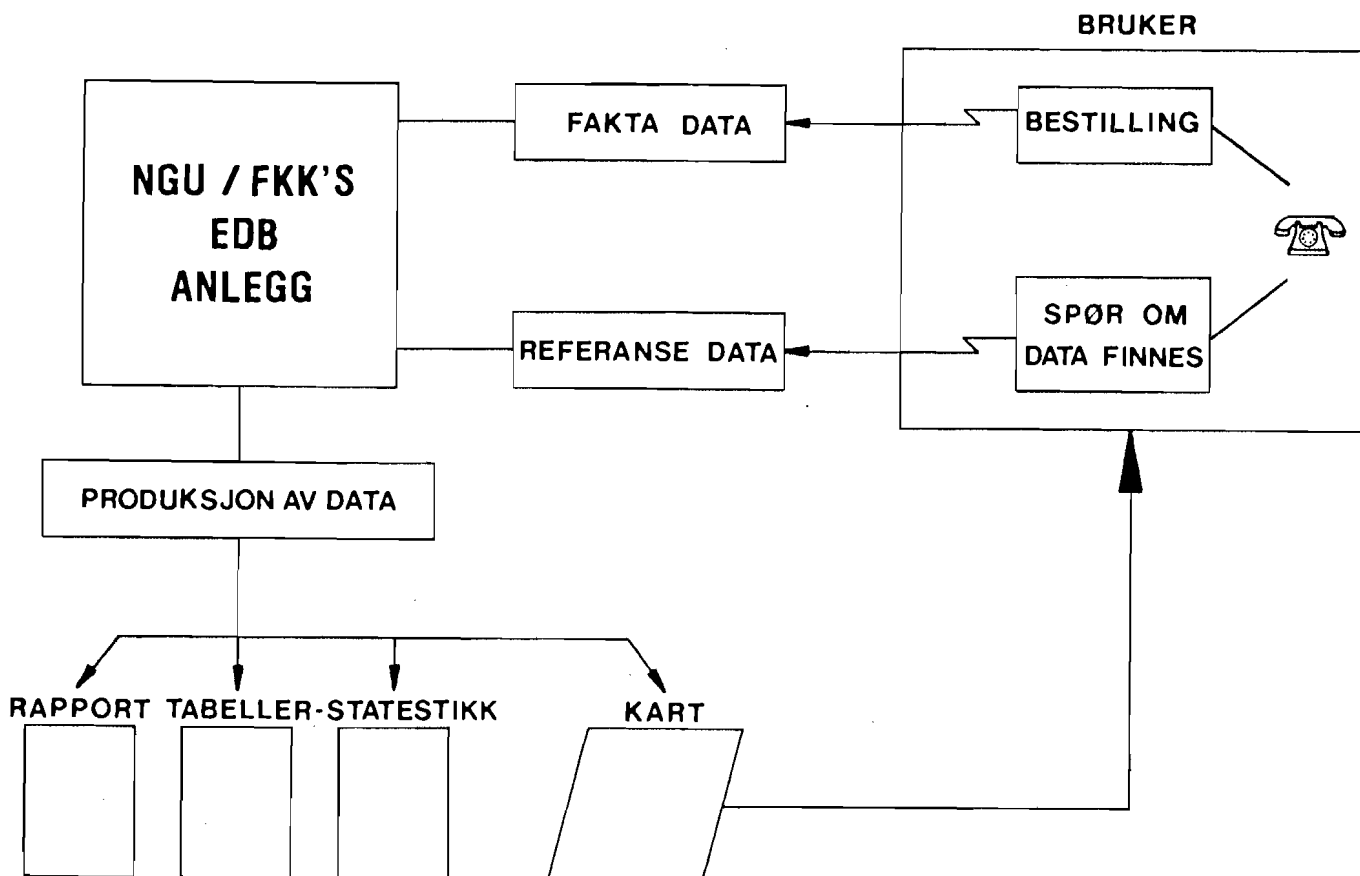 BRUKER
NGU / FKK'S
EDB
ANLEGG
FAKTA DATA
BESTILLING
REFERANSE DATA
SPØR OM
DATA FINNES
PRODUKSJON AV DATA
RAPPORT TABELLER-STATESTIKK
KART